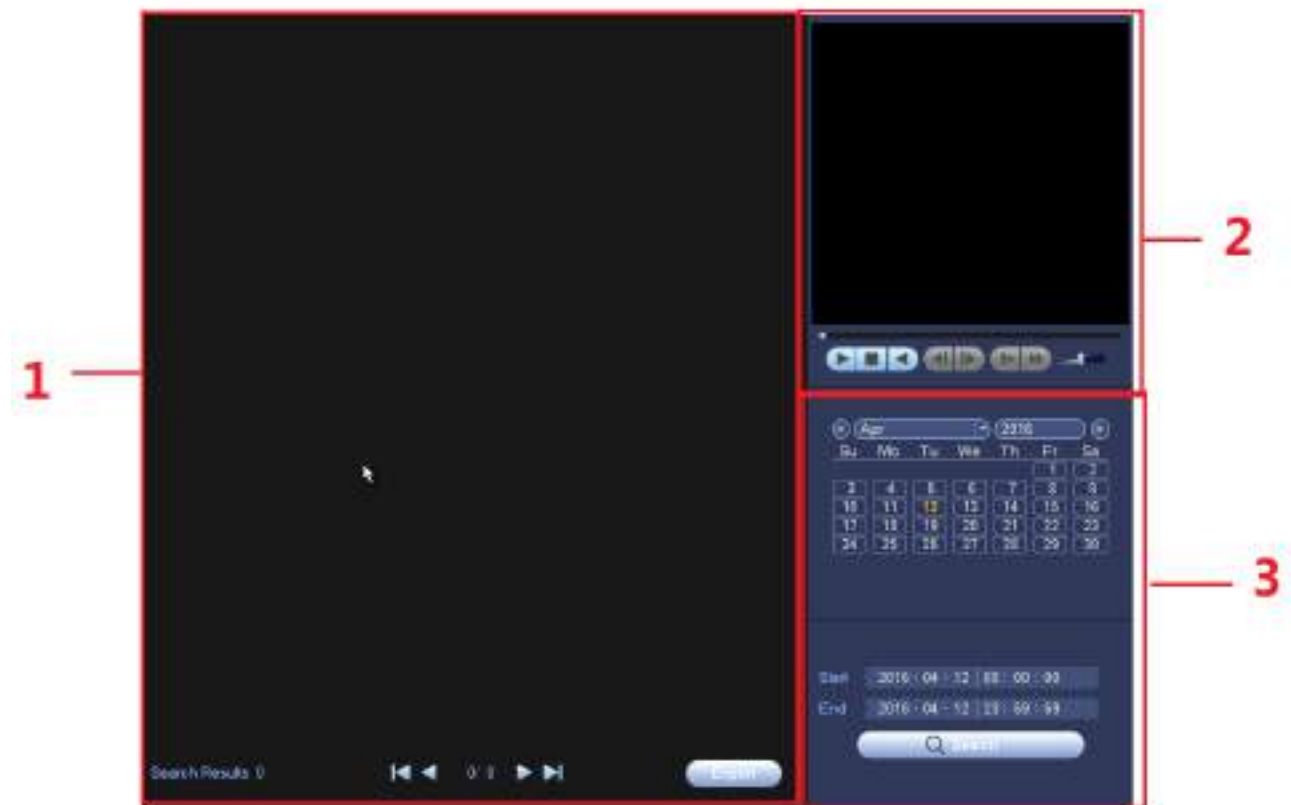 1
2
3
Apr 2016
Su Mo Tu We Th Fr Sa
1 2
3 4 5 6 7 8 9
10 11 12 13 14 15 16
17 18 19 20 21 22 23
24 25 26 27 28 29 30
Start 2016 - 04 - 12 00 : 00 : 00
End 2016 - 04 - 12 23 : 59 : 59
Search
Search Results 0
0/ 0